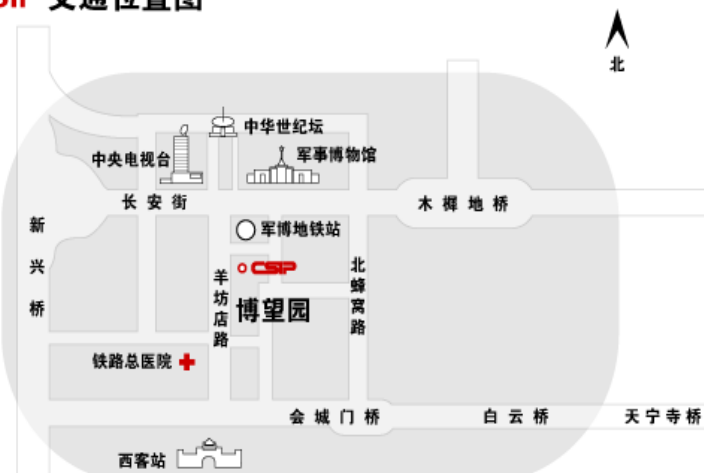 交通位置图
北
中华世纪坛
中央电视台
军事博物馆
长安街
木樨地桥
新兴桥
军博地铁站
CSIP
羊坊店路
北蜂窝路
博望园
铁路总医院
会城门桥
白云桥
天宁寺桥
西客站